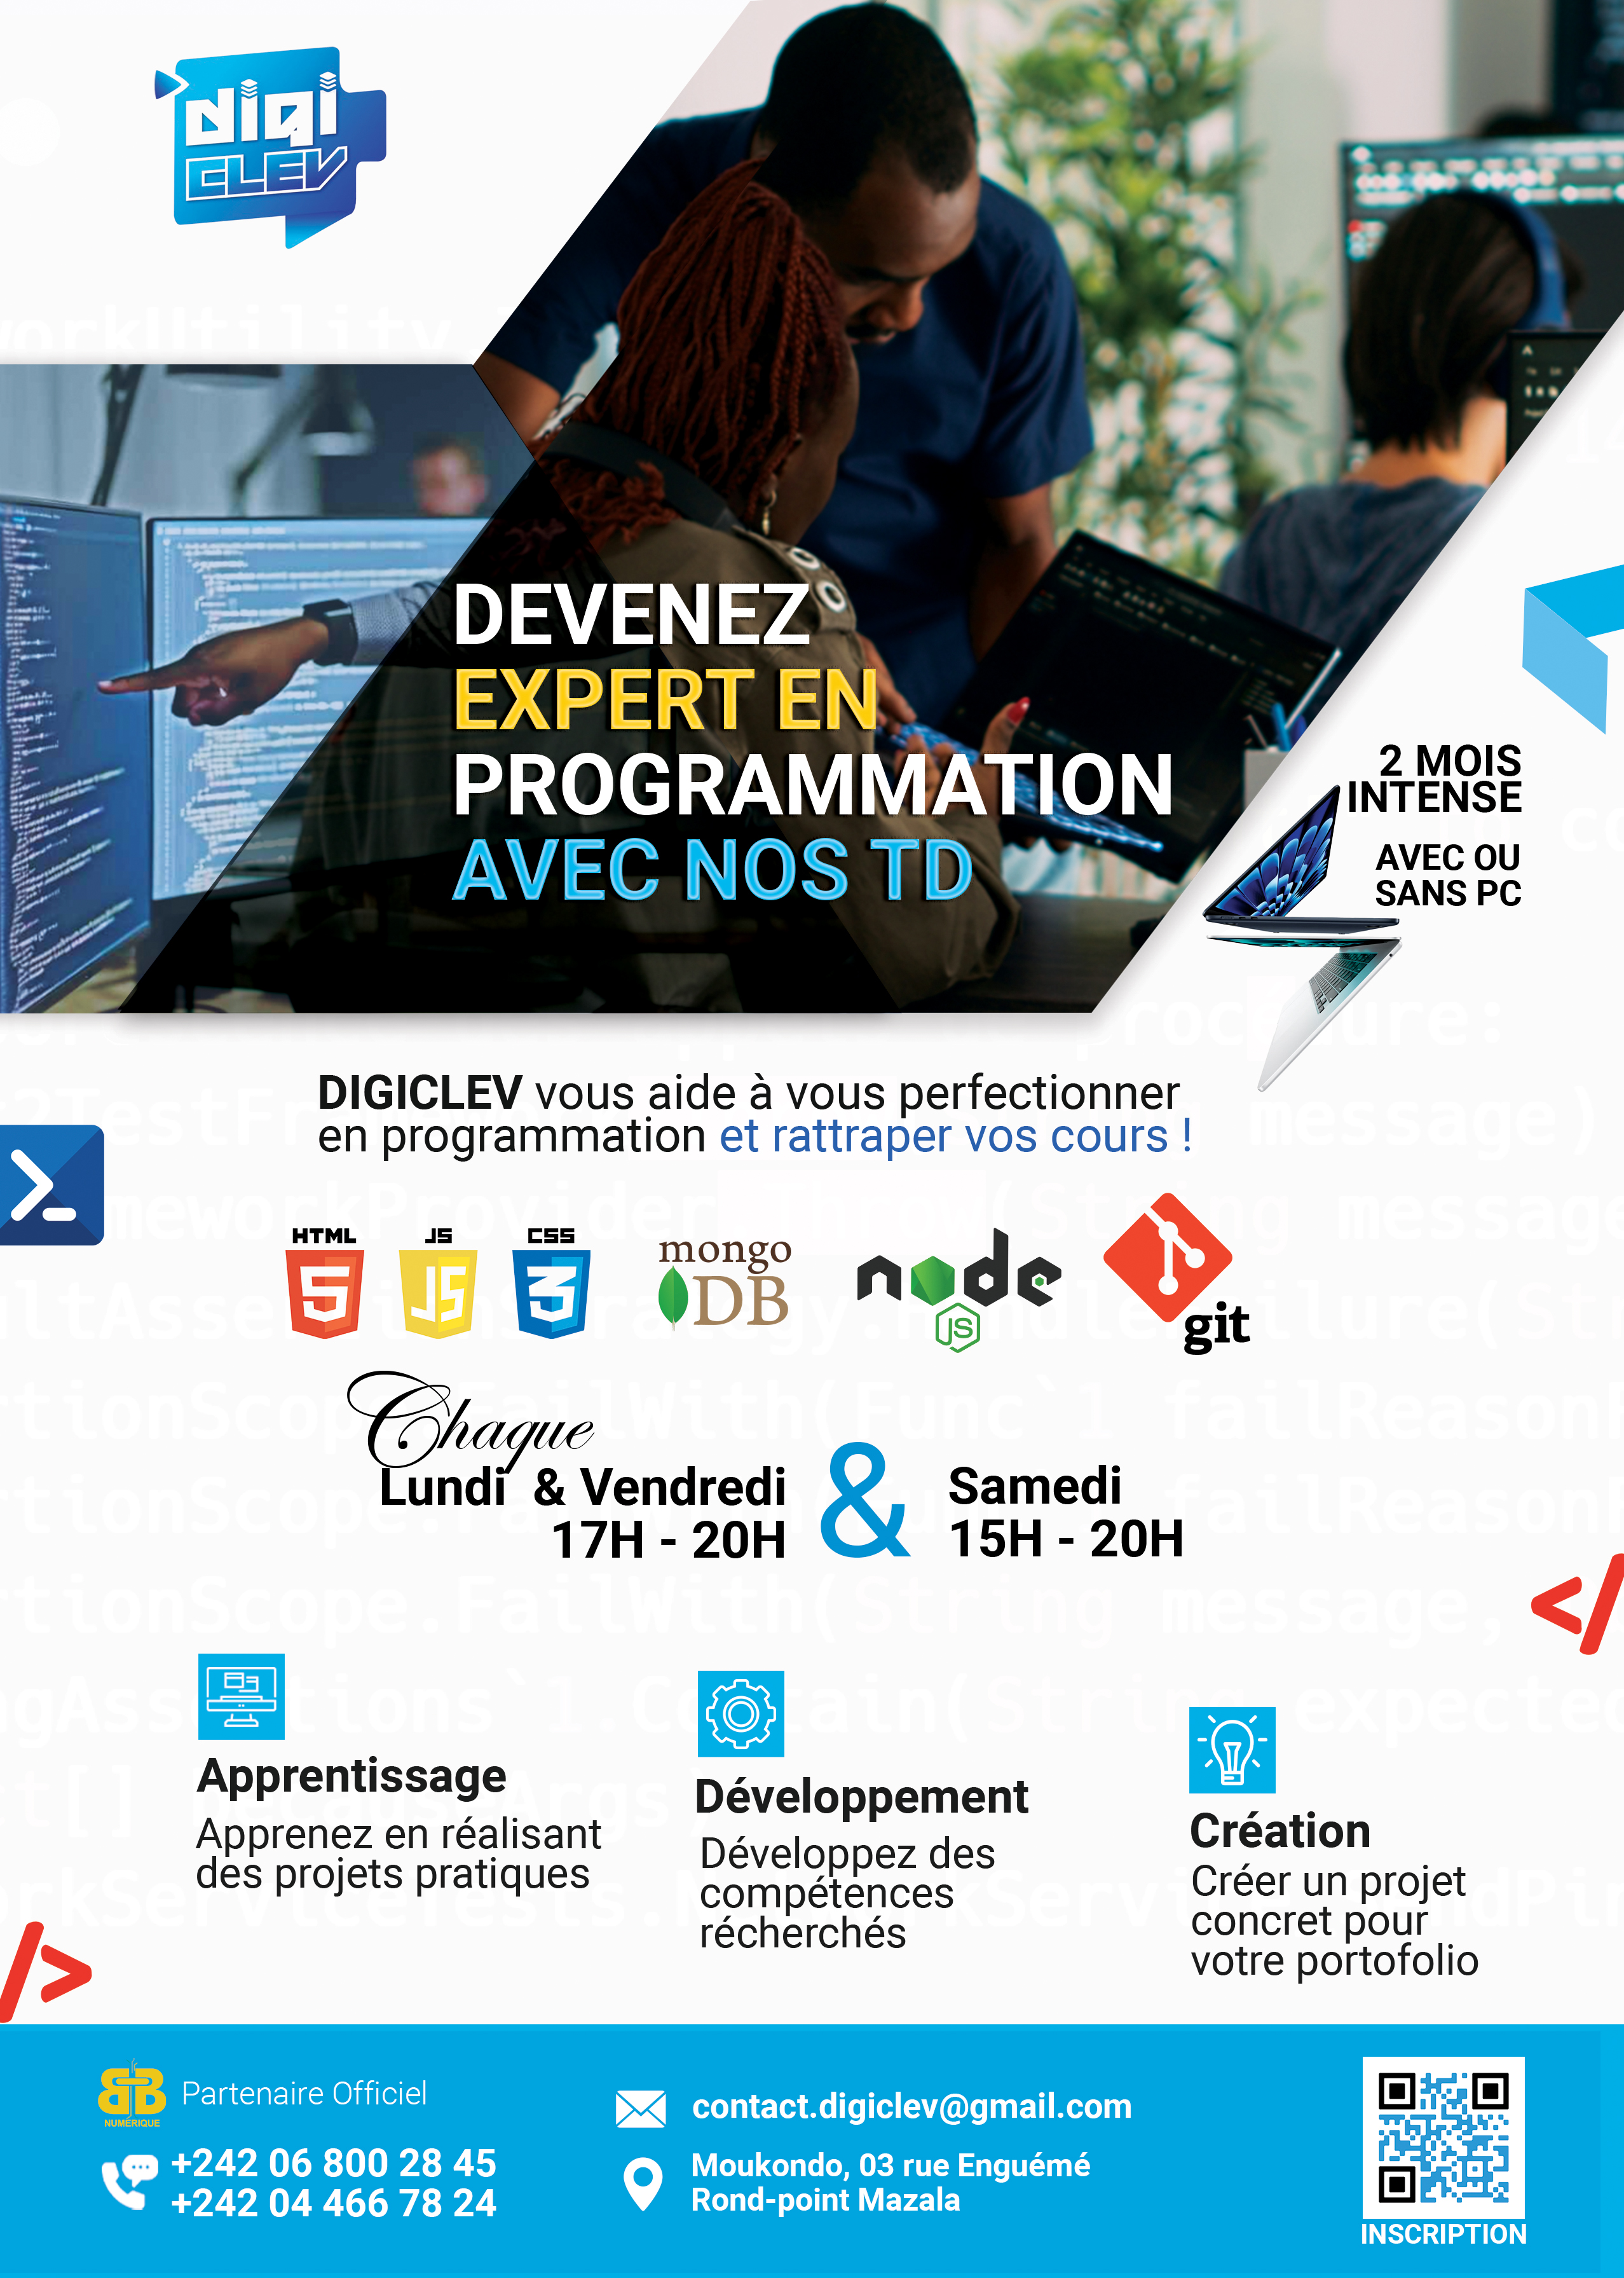 digi
CLEV
DEVENEZ
EXPERT EN
PROGRAMMATION
AVEC NOS TD
2 MOIS
INTENSE
AVEC OU
SANS PC
DIGICLEV vous aide à vous perfectionner
en programmation et rattraper vos cours !
HTML
5
JS
JS
CSS
3
mongo
DB
node
JS
git
Chaque
Lundi & Vendredi
17H - 20H
&
Samedi
15H - 20H
Apprentissage
Apprenez en réalisant
des projets pratiques
Développement
Développez des
compétences
récherchés
Création
Créer un projet
concret pour
votre portofolio
NUMÉRIQUE
Partenaire Officiel
+242 06 800 28 45
+242 04 466 78 24
contact.digiclev@gmail.com
Moukondo, 03 rue Enguémé
Rond-point Mazala
INSCRIPTION